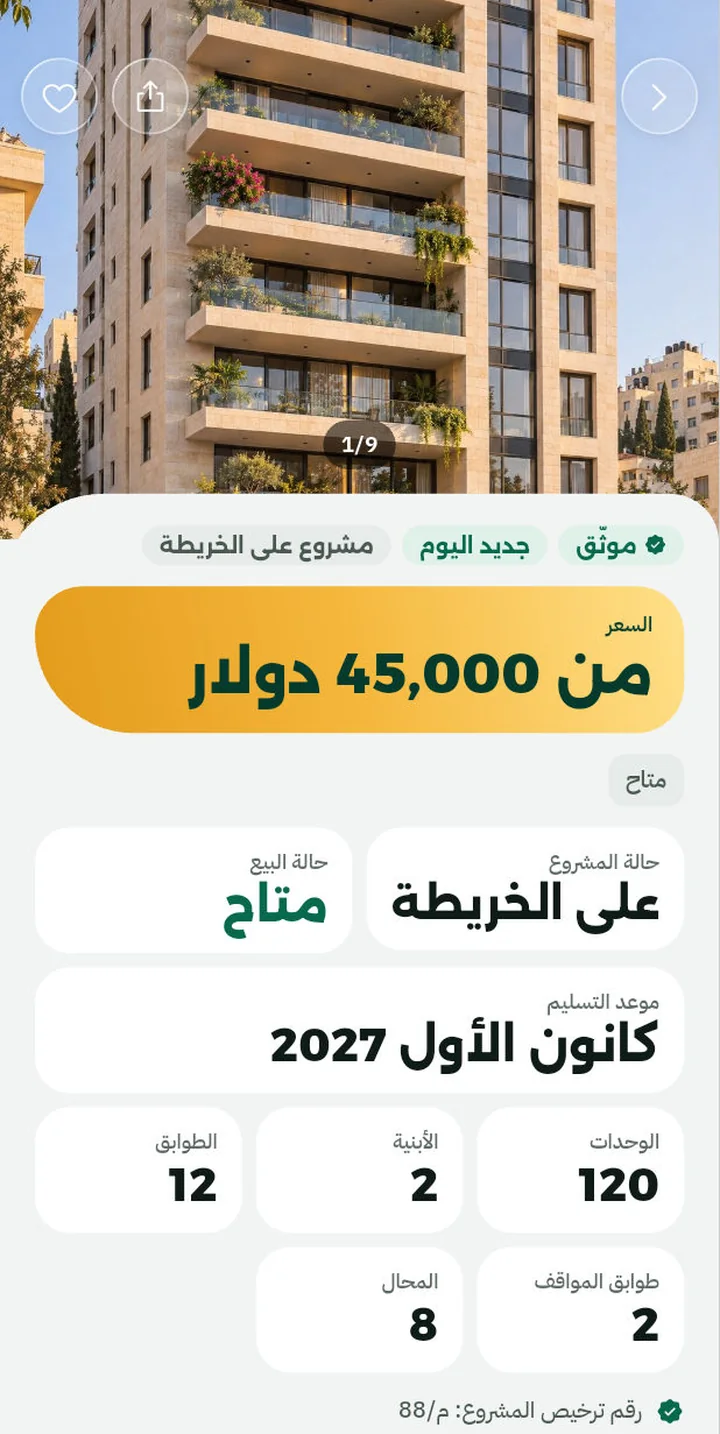 1/9
موثّق
جديد اليوم
مشروع على الخريطة
السعر
من 45,000 دولار
متاح
حالة المشروع
على الخريطة
حالة البيع
متاح
موعد التسليم
كانون الأول 2027
الوحدات
120
الأبنية
2
الطوابق
12
طوابق المواقف
2
المحال
8
رقم ترخيص المشروع: م/88